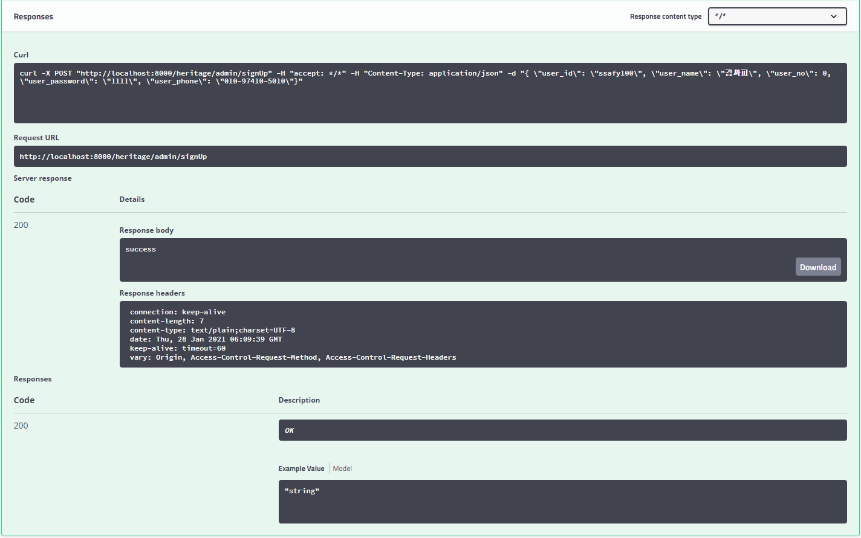 Responses
Response content type */*
Curl
curl -X POST "http://localhost:8000/heritage/admin/signUp" -H "accept: */*" -H "Content-Type: application/json" -d "{ \"user_id\": \"ssafy100\", \"user_name\": \"김싸피\", \"user_no\": 0,
\"user_password\": \"1111\", \"user_phone\": \"010-97410-5010\"}"
Request URL
http://localhost:8000/heritage/admin/signUp
Server response
Code Details
200
Response body
success
Download
Response headers
connection: keep-alive
content-length: 7
content-type: text/plain;charset=UTF-8
date: Thu, 28 Jan 2021 06:09:39 GMT
keep-alive: timeout=60
vary: Origin, Access-Control-Request-Method, Access-Control-Request-Headers
Responses
Code Description
200
OK
Example Value Model
"string"